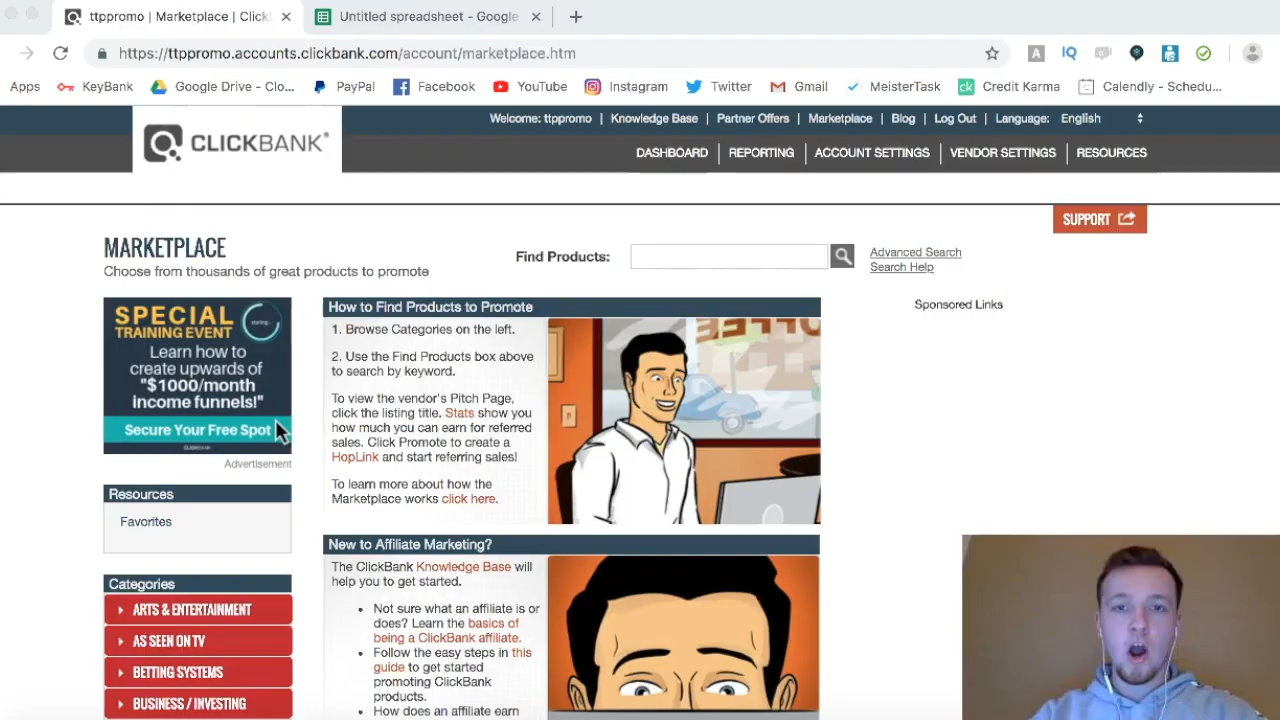 ttppromo | Marketplace | Click
Untitled spreadsheet - Google
https://ttppromo.accounts.clickbank.com/account/marketplace.htm
A
IQ
Apps
KeyBank
Google Drive - Clo...
PayPal
Facebook
YouTube
Instagram
Twitter
Gmail
MeisterTask
ck
Credit Karma
Calendly - Schedu...
Welcome: ttppromo | Knowledge Base | Partner Offers | Marketplace | Blog | Log Out | Language: English
CLICKBANK®
DASHBOARD | REPORTING | ACCOUNT SETTINGS | VENDOR SETTINGS | RESOURCES
SUPPORT
MARKETPLACE
Choose from thousands of great products to promote
Find Products:
Advanced Search
Search Help
SPECIAL
TRAINING EVENT
Learn how to
create upwards of
"$1000/month
income funnels!"
Secure Your Free Spot
CLICKBANK
Advertisement
Resources
Favorites
Categories
ARTS & ENTERTAINMENT
AS SEEN ON TV
BETTING SYSTEMS
BUSINESS / INVESTING
How to Find Products to Promote
1. Browse Categories on the left.
2. Use the Find Products box above
to search by keyword.
To view the vendor's Pitch Page,
click the listing title. Stats show you
how much you can earn for referred
sales. Click Promote to create a
HopLink and start referring sales!
To learn more about how the
Marketplace works click here.
COFFEE
New to Affiliate Marketing?
The ClickBank Knowledge Base will
help you to get started.
• Not sure what an affiliate is or
does? Learn the basics of
being a ClickBank affiliate.
• Follow the easy steps in this
guide to get started
promoting ClickBank
products.
• How does an affiliate earn
Sponsored Links